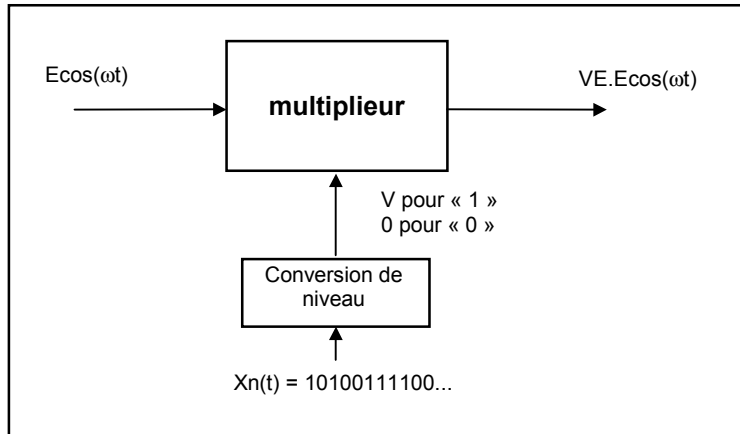 Ecos(ωt)
multiplieur
VE.Ecos(ωt)
V pour « 1 »
0 pour « 0 »
Conversion de
niveau
Xn(t) = 10100111100...